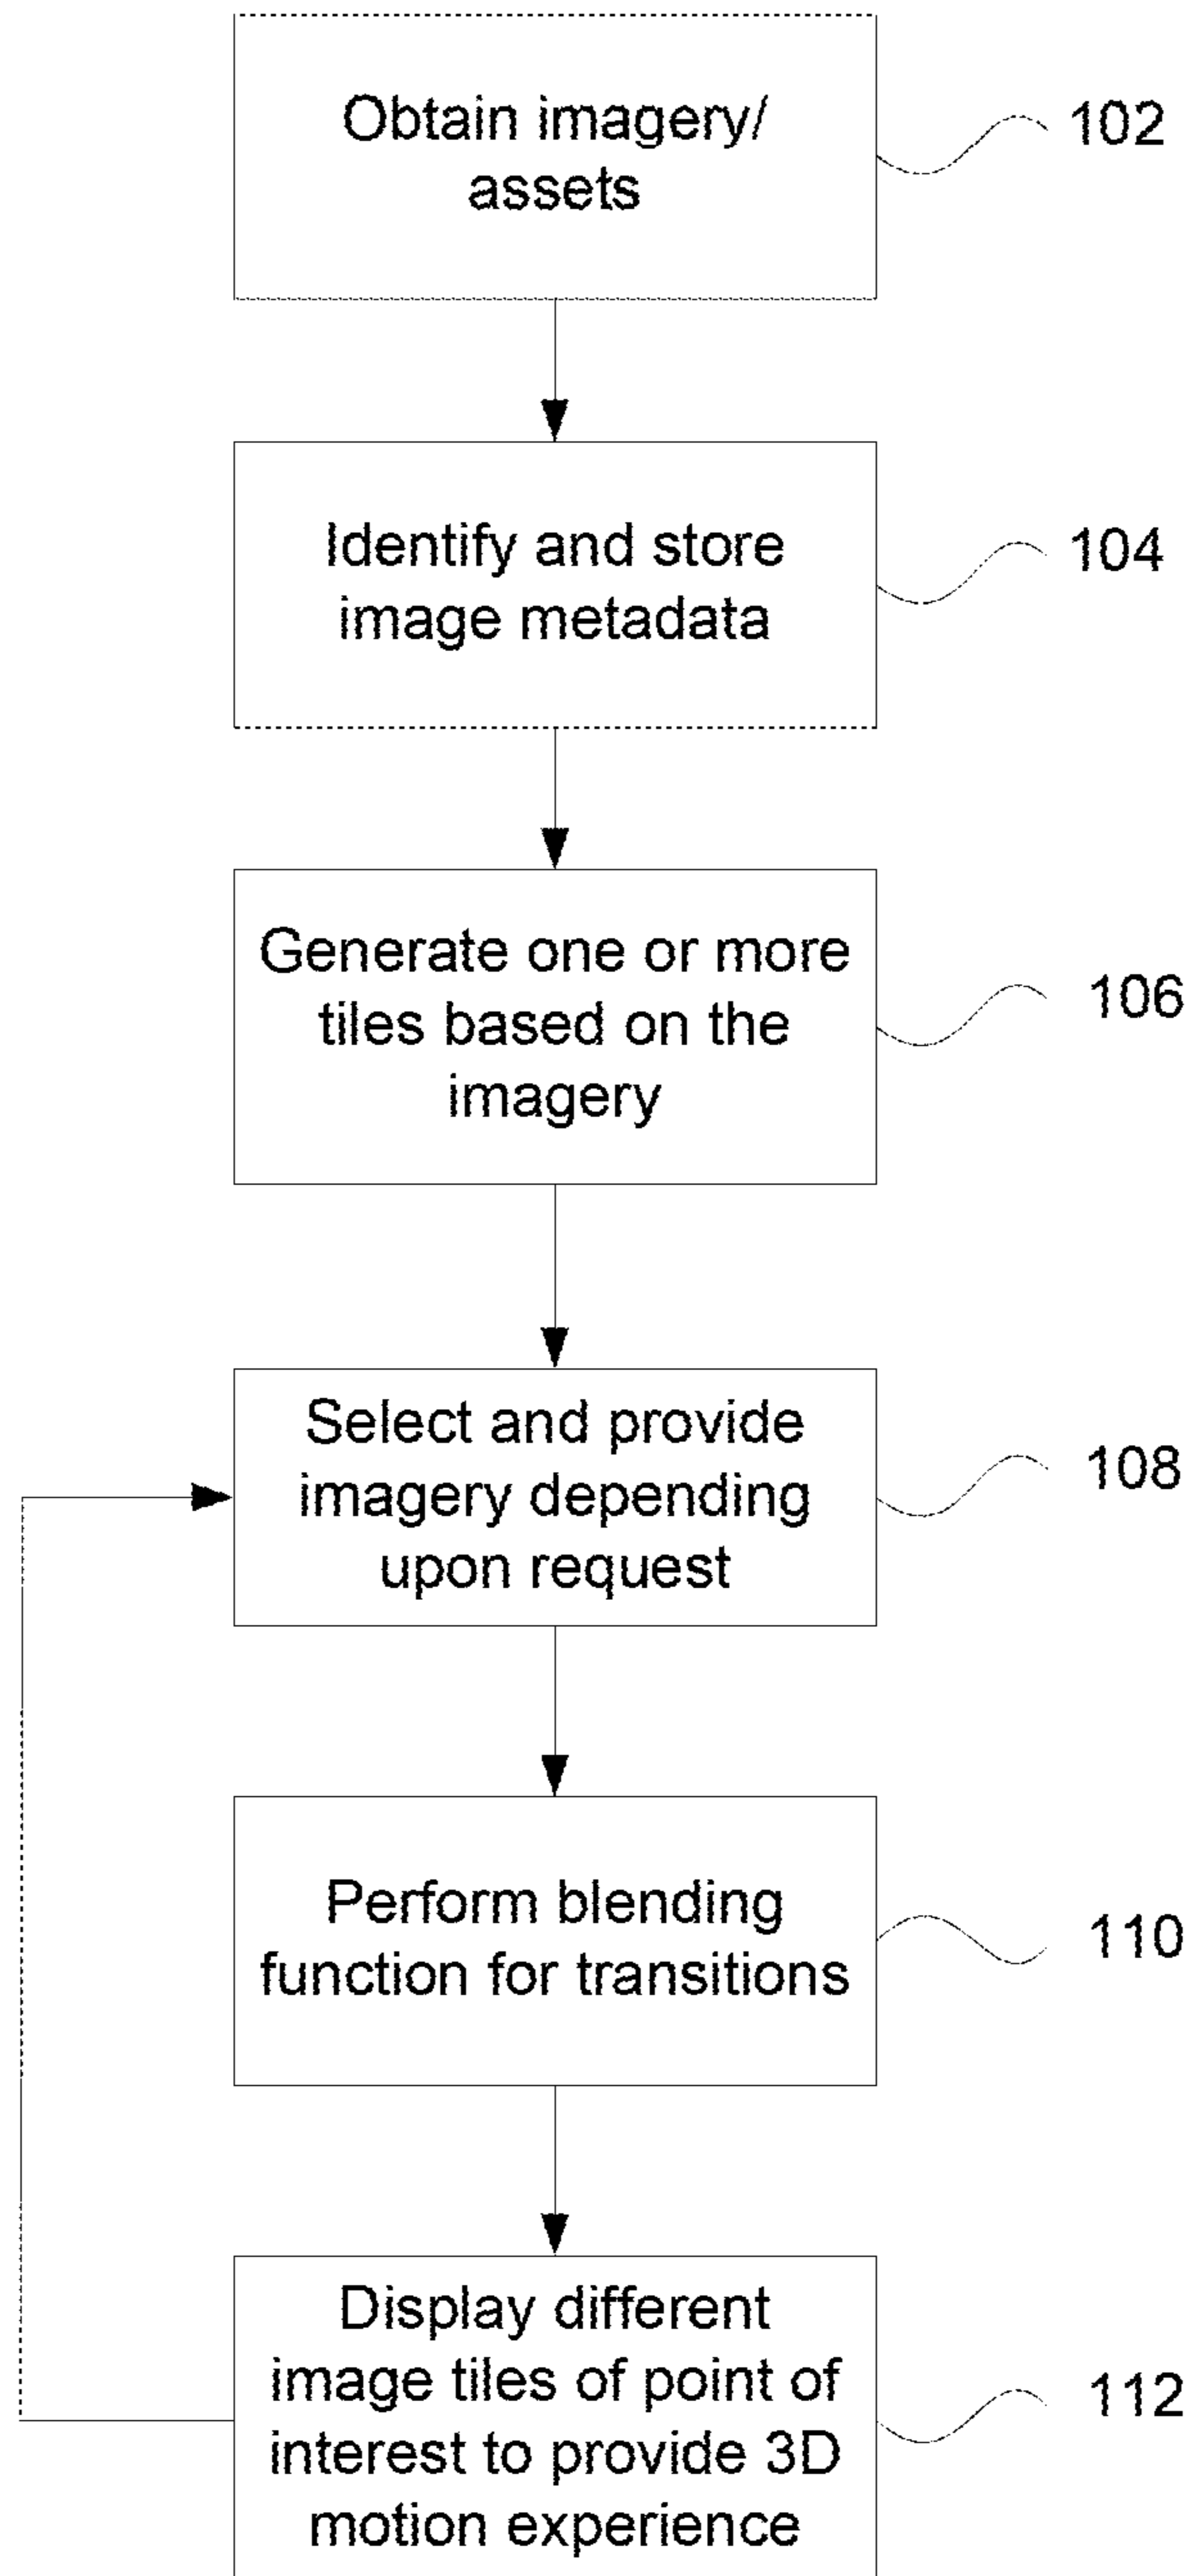 Obtain imagery/
assets
102
Identify and store
image metadata
104
Generate one or more
tiles based on the
imagery
106
Select and provide
imagery depending
upon request
108
Perform blending
function for transitions
110
Display different
image tiles of point of
interest to provide 3D
motion experience
112